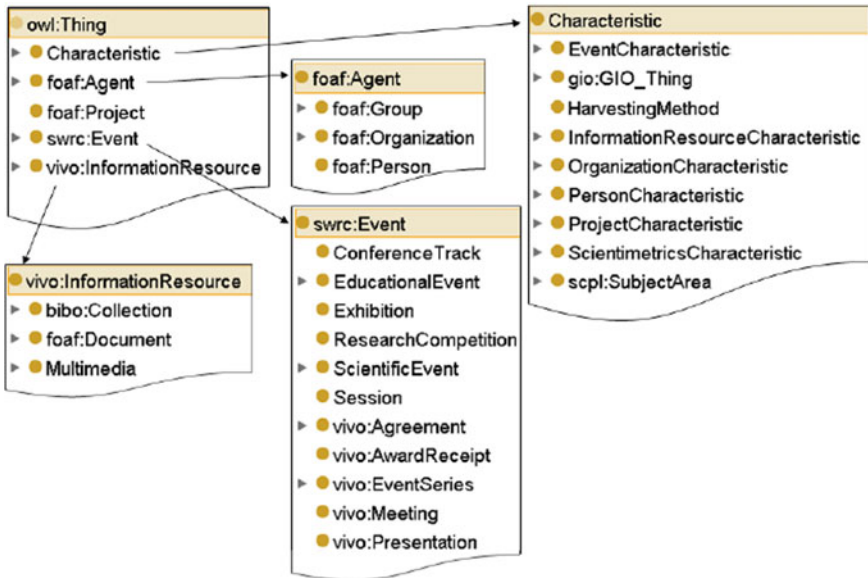 owl:Thing
Characteristic
foaf:Agent
foaf:Project
swrc:Event
vivo:InformationResource
foaf:Agent
foaf:Group
foaf:Organization
foaf:Person
Characteristic
EventCharacteristic
gio:GIO_Thing
HarvestingMethod
InformationResourceCharacteristic
OrganizationCharacteristic
PersonCharacteristic
ProjectCharacteristic
ScientimetricsCharacteristic
scpl:SubjectArea
vivo:InformationResource
bibo:Collection
foaf:Document
Multimedia
swrc:Event
ConferenceTrack
EducationalEvent
Exhibition
ResearchCompetition
ScientificEvent
Session
vivo:Agreement
vivo:AwardReceipt
vivo:EventSeries
vivo:Meeting
vivo:Presentation